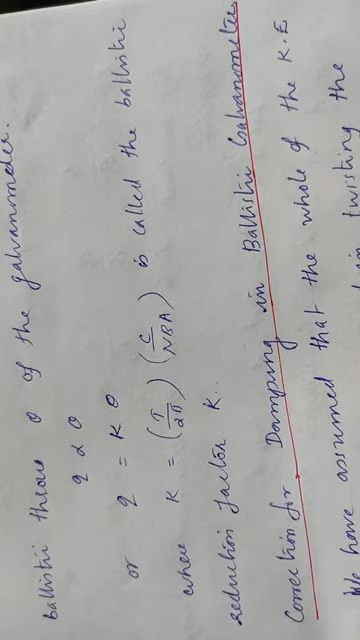 ballistic throw θ of the galvanometer.
q α θ
or q = K θ
where K = (T/2π) (C/NBA) is called the ballistic
reduction factor K.
Correction for Damping in Ballistic Galvanometer
We have assumed that the whole of the K.E
twisting the